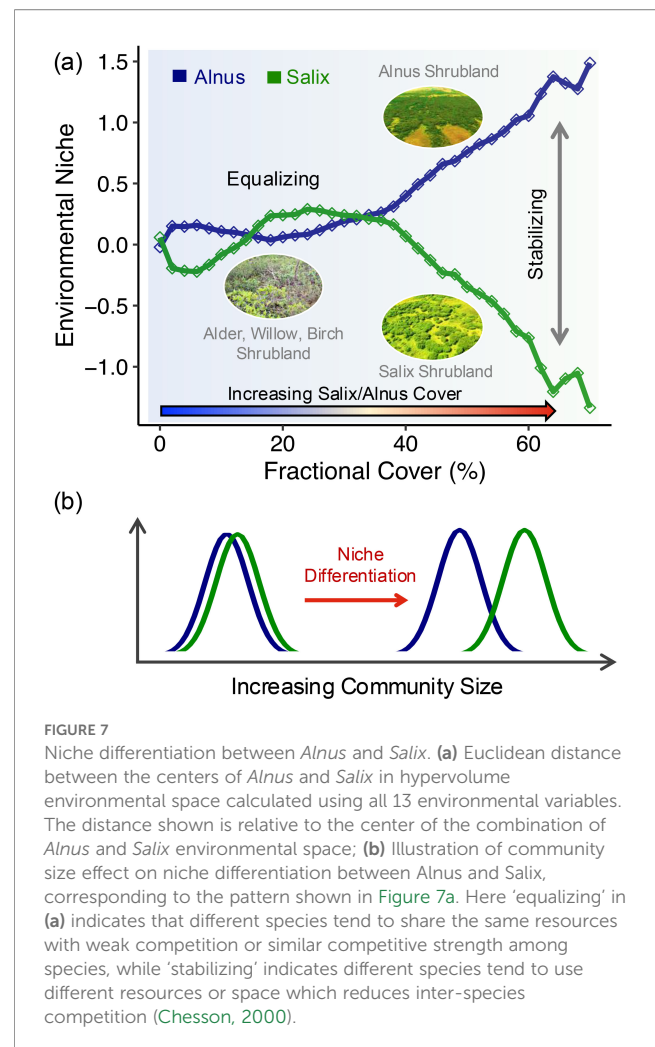 (a)
Alnus
Salix
Alnus Shrubland
Equalizing
Stabilizing
Alder, Willow, Birch
Shrubland
Salix Shrubland
Increasing Salix/Alnus Cover
Environmental Niche
1.5
1.0
0.5
0.0
−0.5
−1.0
0
20
40
60
Fractional Cover (%)
(b)
Niche
Differentiation
Increasing Community Size
FIGURE 7
Niche differentiation between Alnus and Salix. (a) Euclidean distance
between the centers of Alnus and Salix in hypervolume
environmental space calculated using all 13 environmental variables.
The distance shown is relative to the center of the combination of
Alnus and Salix environmental space; (b) Illustration of community
size effect on niche differentiation between Alnus and Salix,
corresponding to the pattern shown in Figure 7a. Here ‘equalizing’ in
(a) indicates that different species tend to share the same resources
with weak competition or similar competitive strength among
species, while ‘stabilizing’ indicates different species tend to use
different resources or space which reduces inter-species
competition (Chesson, 2000).